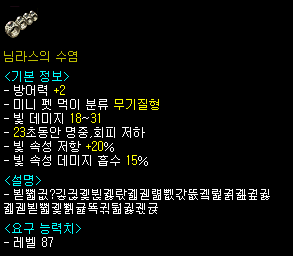 님라스의 수염
<기본 정보>
- 방어력 +2
- 미니 펫 먹이 분류 무기질형
- 빛 데미지 18~31
- 23초동안 명중,회피 저하
- 빛 속성 저항 +20%
- 빛 속성 데미지 흡수 15%
<설명>
<요구 능력치>
- 레벨 87